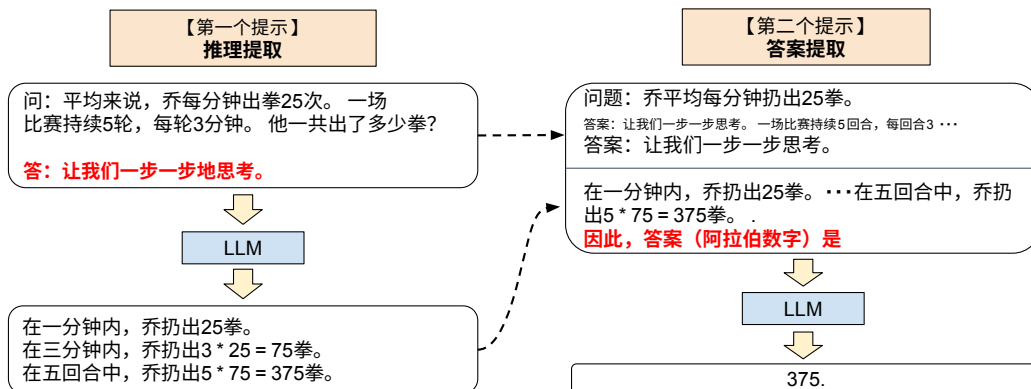 【第一个提示】
推理提取
问：平均来说，乔每分钟出拳25次。 一场
比赛持续5轮，每轮3分钟。 他一共出了多少拳？
答：让我们一步一步地思考。
LLM
在一分钟内，乔扔出25拳。
在三分钟内，乔扔出3 * 25 = 75拳。
在五回合中，乔扔出5 * 75 = 375拳。
【第二个提示】
答案提取
问题：乔平均每分钟扔出25拳。
答案：让我们一步一步思考。 一场比赛持续5回合，每回合3 ···
答案：让我们一步一步思考。
在一分钟内，乔扔出25拳。 ···在五回合中，乔扔
出5 * 75 = 375拳。 .
因此，答案（阿拉伯数字）是
LLM
375.